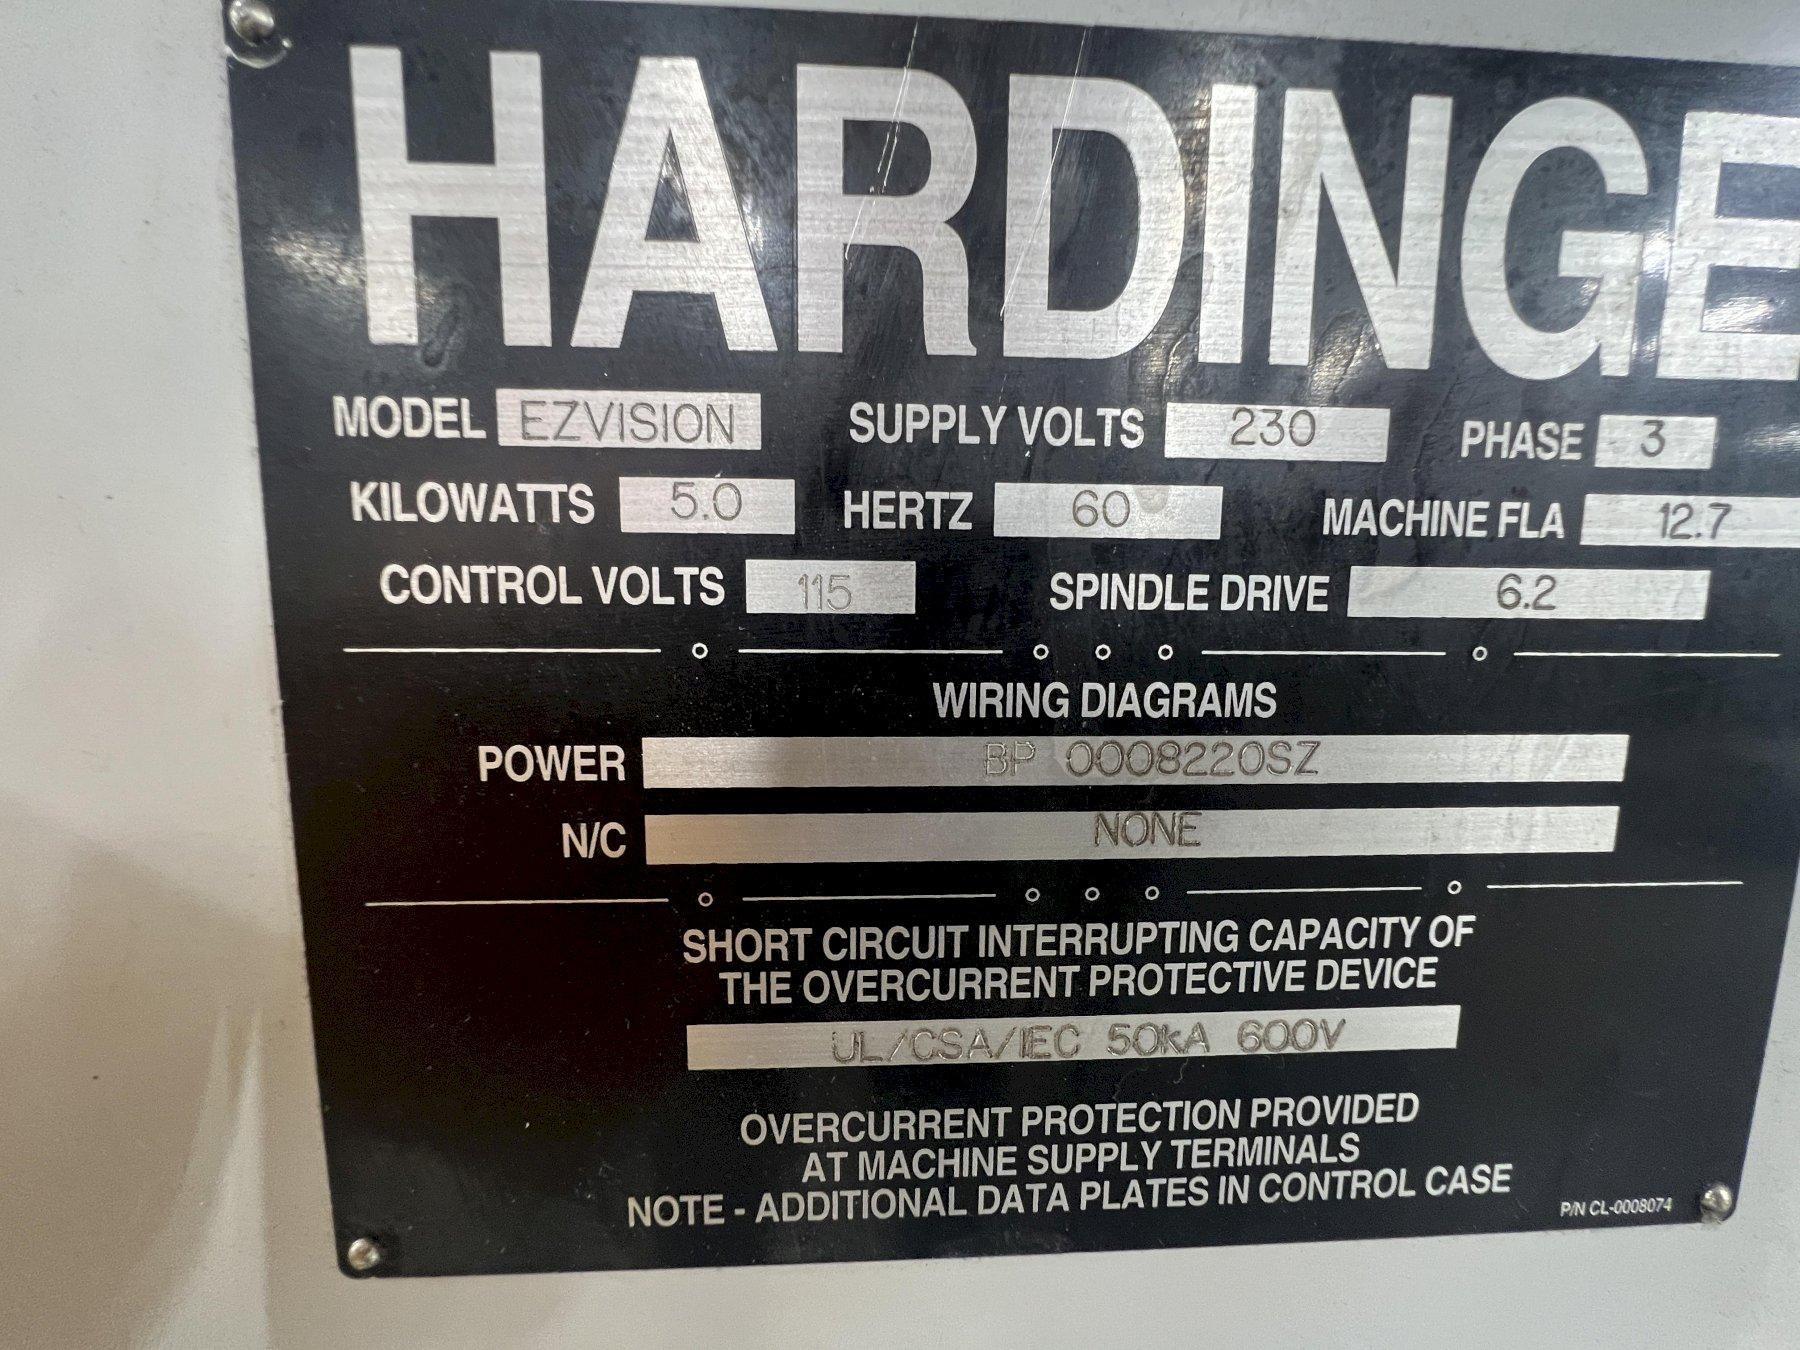 HARDINGE
MODEL EZVISION SUPPLY VOLTS 230 PHASE 3
KILOWATTS 5.0 HERTZ 60 MACHINE FLA 12.7
CONTROL VOLTS 115 SPINDLE DRIVE 6.2
WIRING DIAGRAMS
POWER BP 0008220SZ
N/C NONE
SHORT CIRCUIT INTERRUPTING CAPACITY OF
THE OVERCURRENT PROTECTIVE DEVICE
UL/CSA/IEC 50kA 600V
OVERCURRENT PROTECTION PROVIDED
AT MACHINE SUPPLY TERMINALS
NOTE - ADDITIONAL DATA PLATES IN CONTROL CASE
P/N CL-0008074